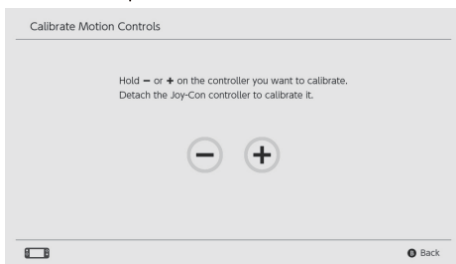 Calibrate Motion Controls
Hold − or + on the controller you want to calibrate.
Detach the Joy-Con controller to calibrate it.
− +
B Back